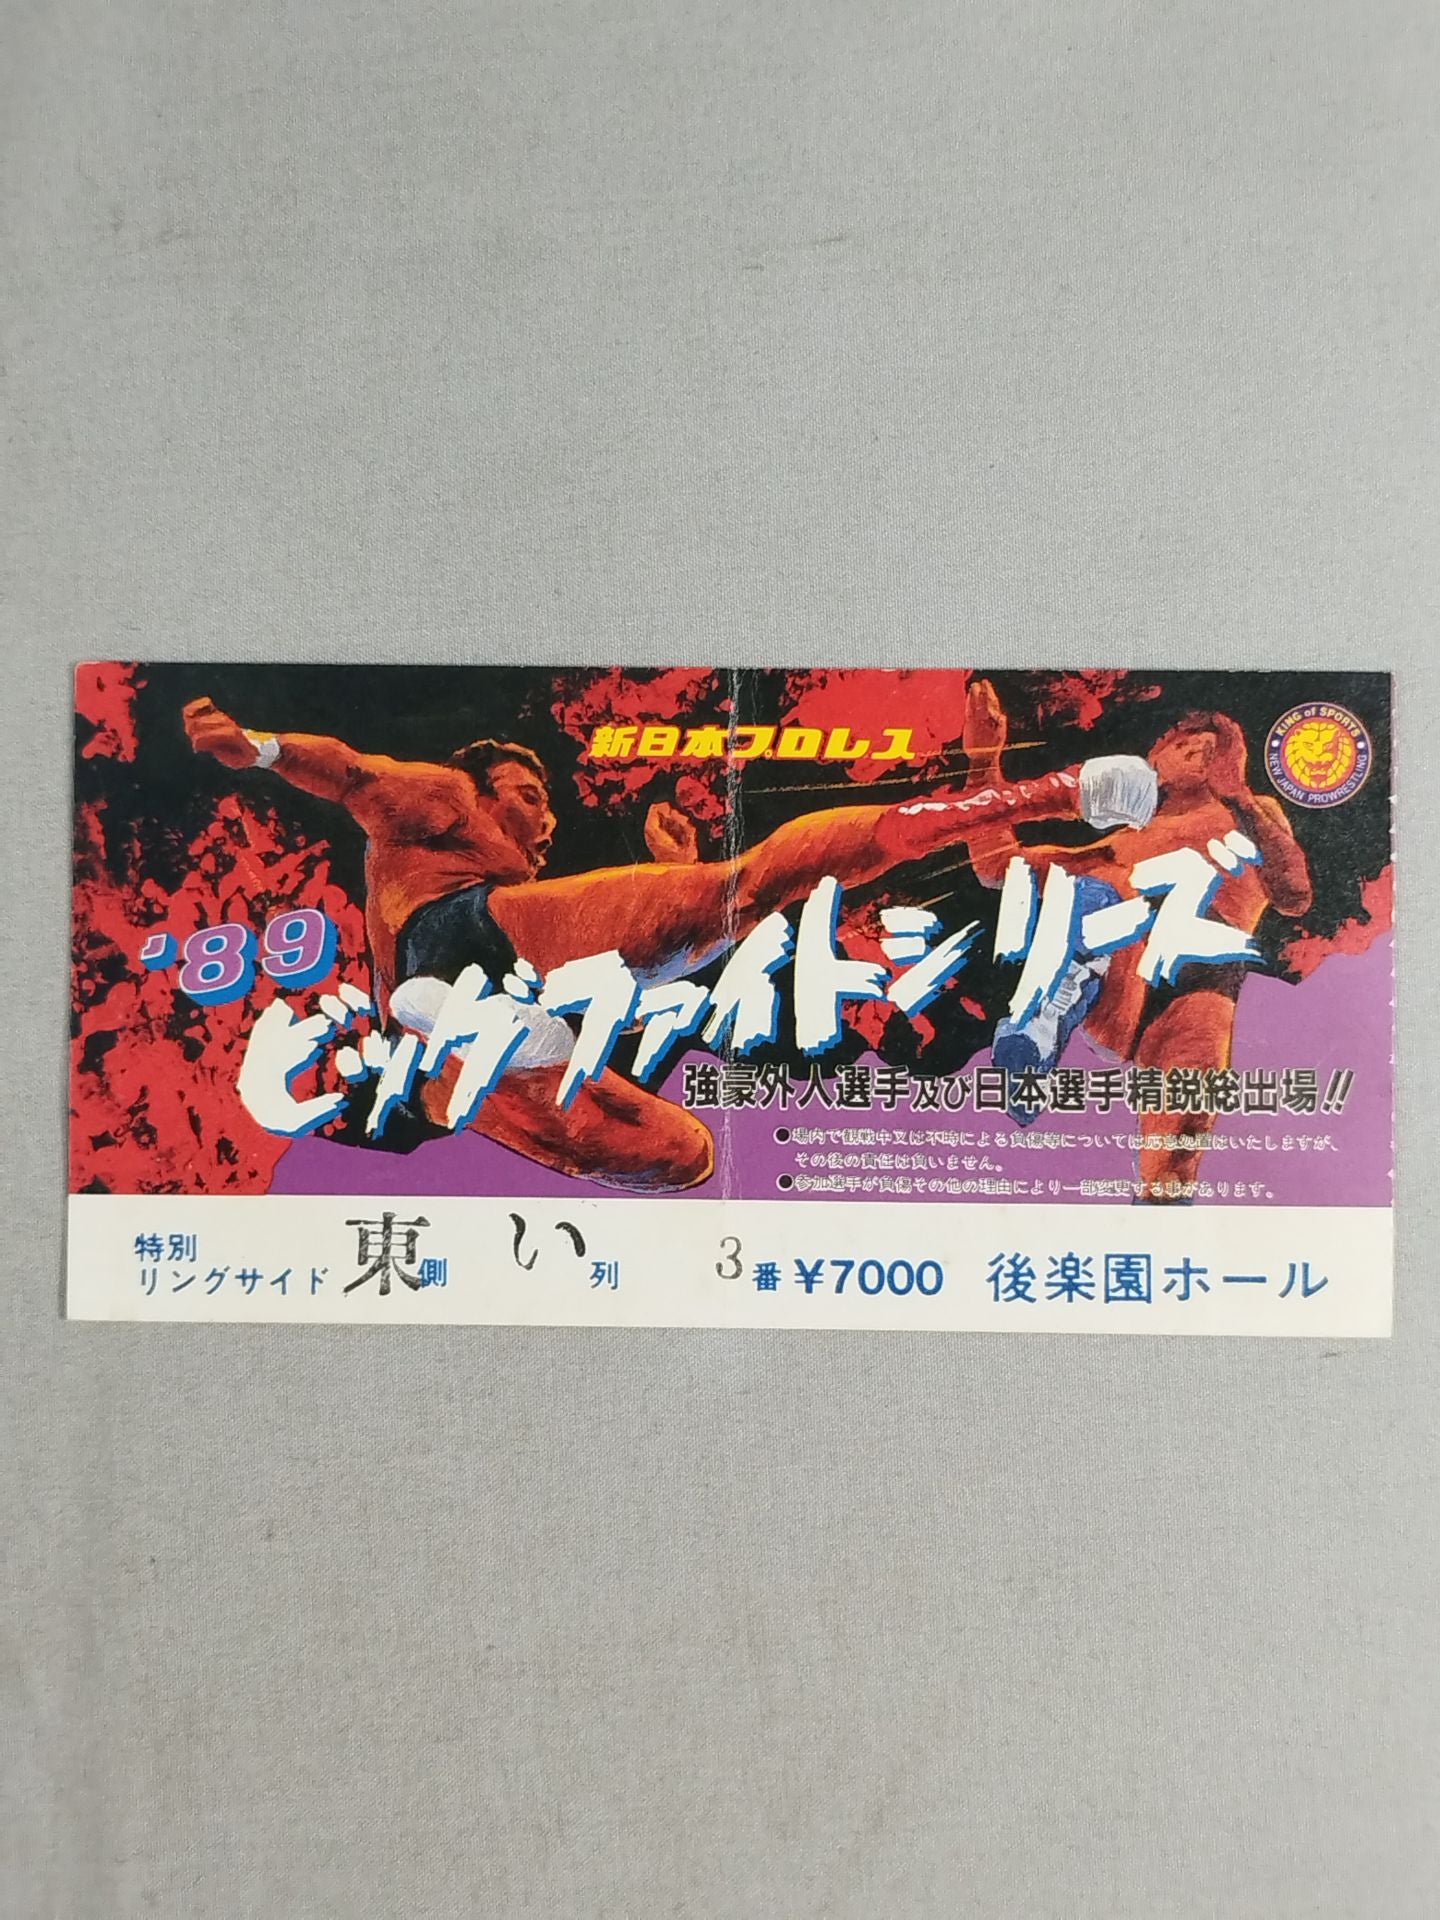 新日本プロレス
KING of SPORTS
NEW JAPAN PROWRESTLING
'89
ビッグファイトシリーズ
強豪外人選手及び日本選手精鋭総出場!!
●場内で観戦中又は不時による負傷等については応急処置はいたしますが、
その後の責任は負いません。
●参加選手が負傷その他の理由により一部変更する事があります。
特別
リングサイド 東側 い列 3番 ¥7000 後楽園ホール